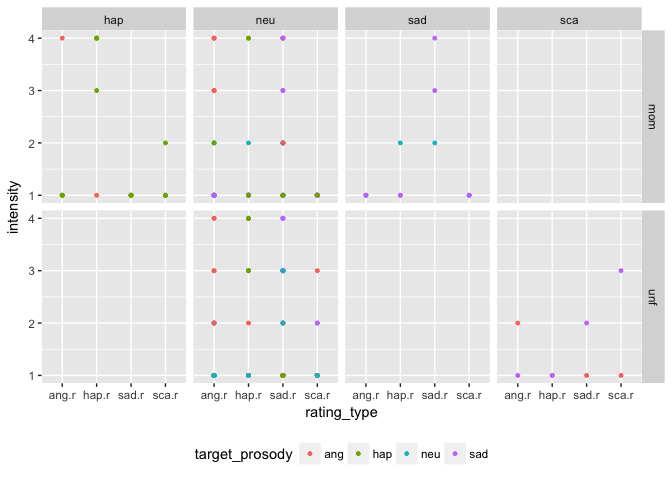 hap neu sad sca
4
3
2
1
mom
intensity
4
3
2
1
unf
ang.r hap.r sad.r sca.r ang.r hap.r sad.r sca.r ang.r hap.r sad.r sca.r ang.r hap.r sad.r sca.r
rating_type
target_prosody ang hap neu sad